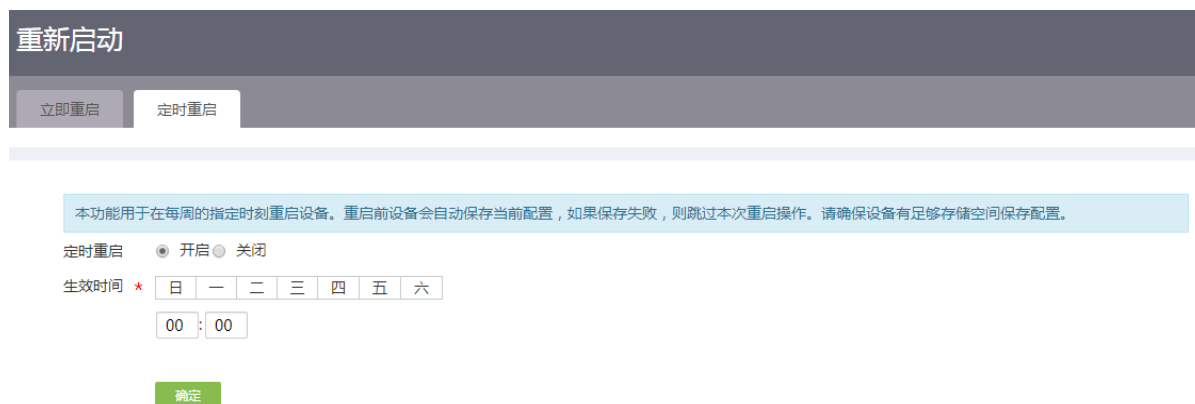 重新启动
立即重启 定时重启
本功能用于在每周的指定时刻重启设备。重启前设备会自动保存当前配置，如果保存失败，则跳过本次重启操作。请确保设备有足够存储空间保存配置。
定时重启 开启 关闭
生效时间 * 日 一 二 三 四 五 六
00 : 00
确定